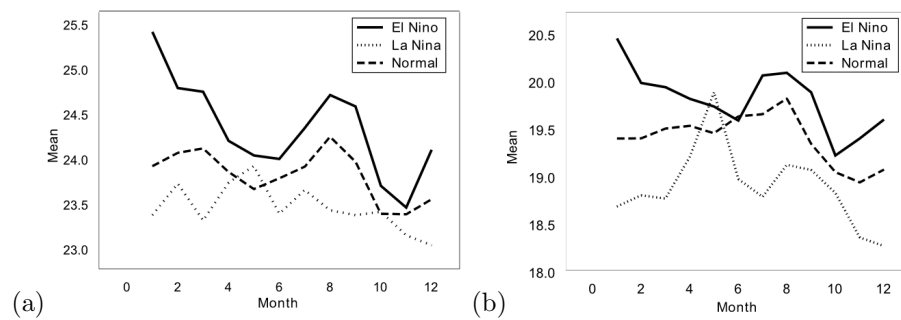 25.5
25.0
24.5
24.0
23.5
23.0
Mean
0 2 4 6 8 10 12
Month
El Nino
La Nina
Normal
(a)
20.5
20.0
19.5
19.0
18.5
18.0
Mean
0 2 4 6 8 10 12
Month
El Nino
La Nina
Normal
(b)